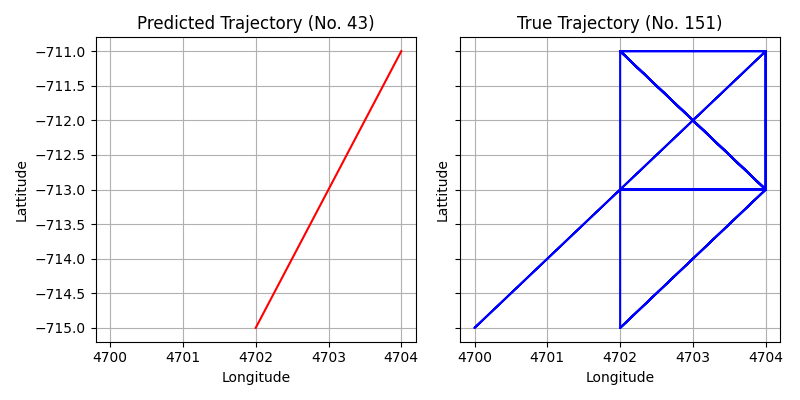 Predicted Trajectory (No. 43)
True Trajectory (No. 151)
−711.0
−711.5
−712.0
−712.5
−713.0
−713.5
−714.0
−714.5
−715.0
Lattitude
Lattitude
4700 4701 4702 4703 4704
4700 4701 4702 4703 4704
Longitude
Longitude